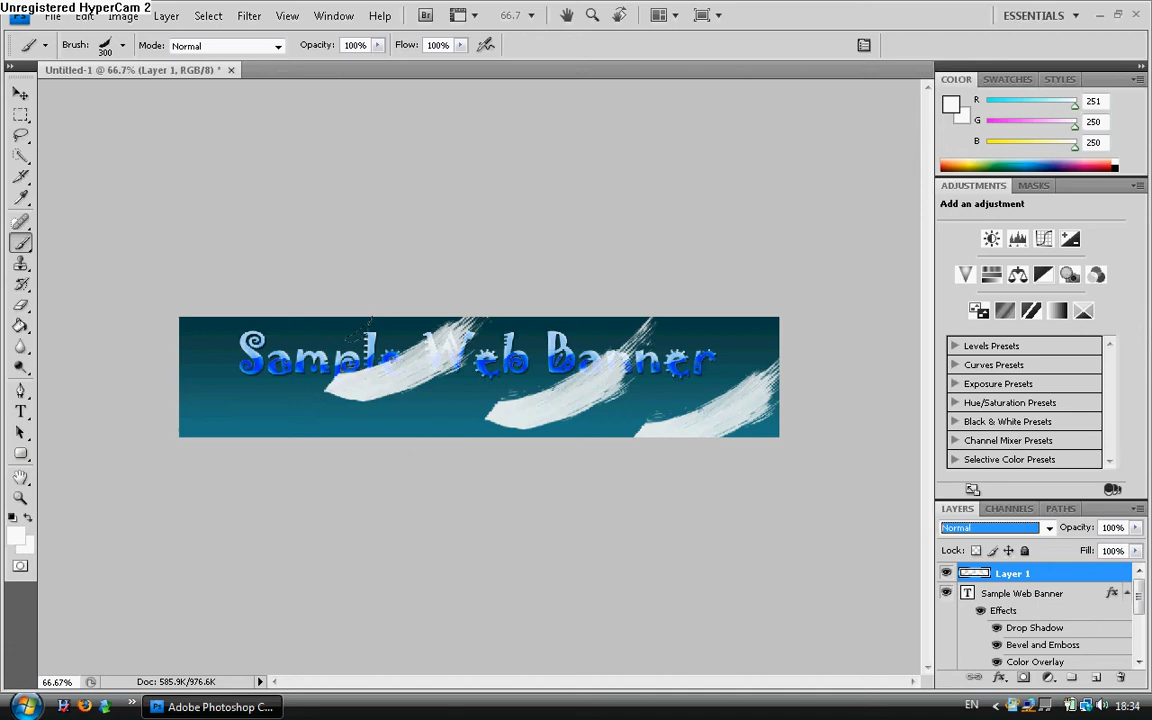 Unregistered HyperCam 2
Ps File Edit Image Layer Select Filter View Window Help Br 66.7 ESSENTIALS
Brush: 300 Mode: Normal Opacity: 100% Flow: 100%
Untitled-1 @ 66.7% (Layer 1, RGB/8) *
COLOR SWATCHES STYLES
R 251
G 250
B 250
ADJUSTMENTS MASKS
Add an adjustment
Sample Web Banner
Levels Presets
Curves Presets
Exposure Presets
Hue/Saturation Presets
Black & White Presets
Channel Mixer Presets
Selective Color Presets
LAYERS CHANNELS PATHS
Normal Opacity: 100%
Lock: Fill: 100%
Layer 1
T Sample Web Banner fx
Effects
Drop Shadow
Bevel and Embos
Color Overlay
66.67% Doc: 585.9K/976.6K
Adobe Photoshop C... EN 18:34